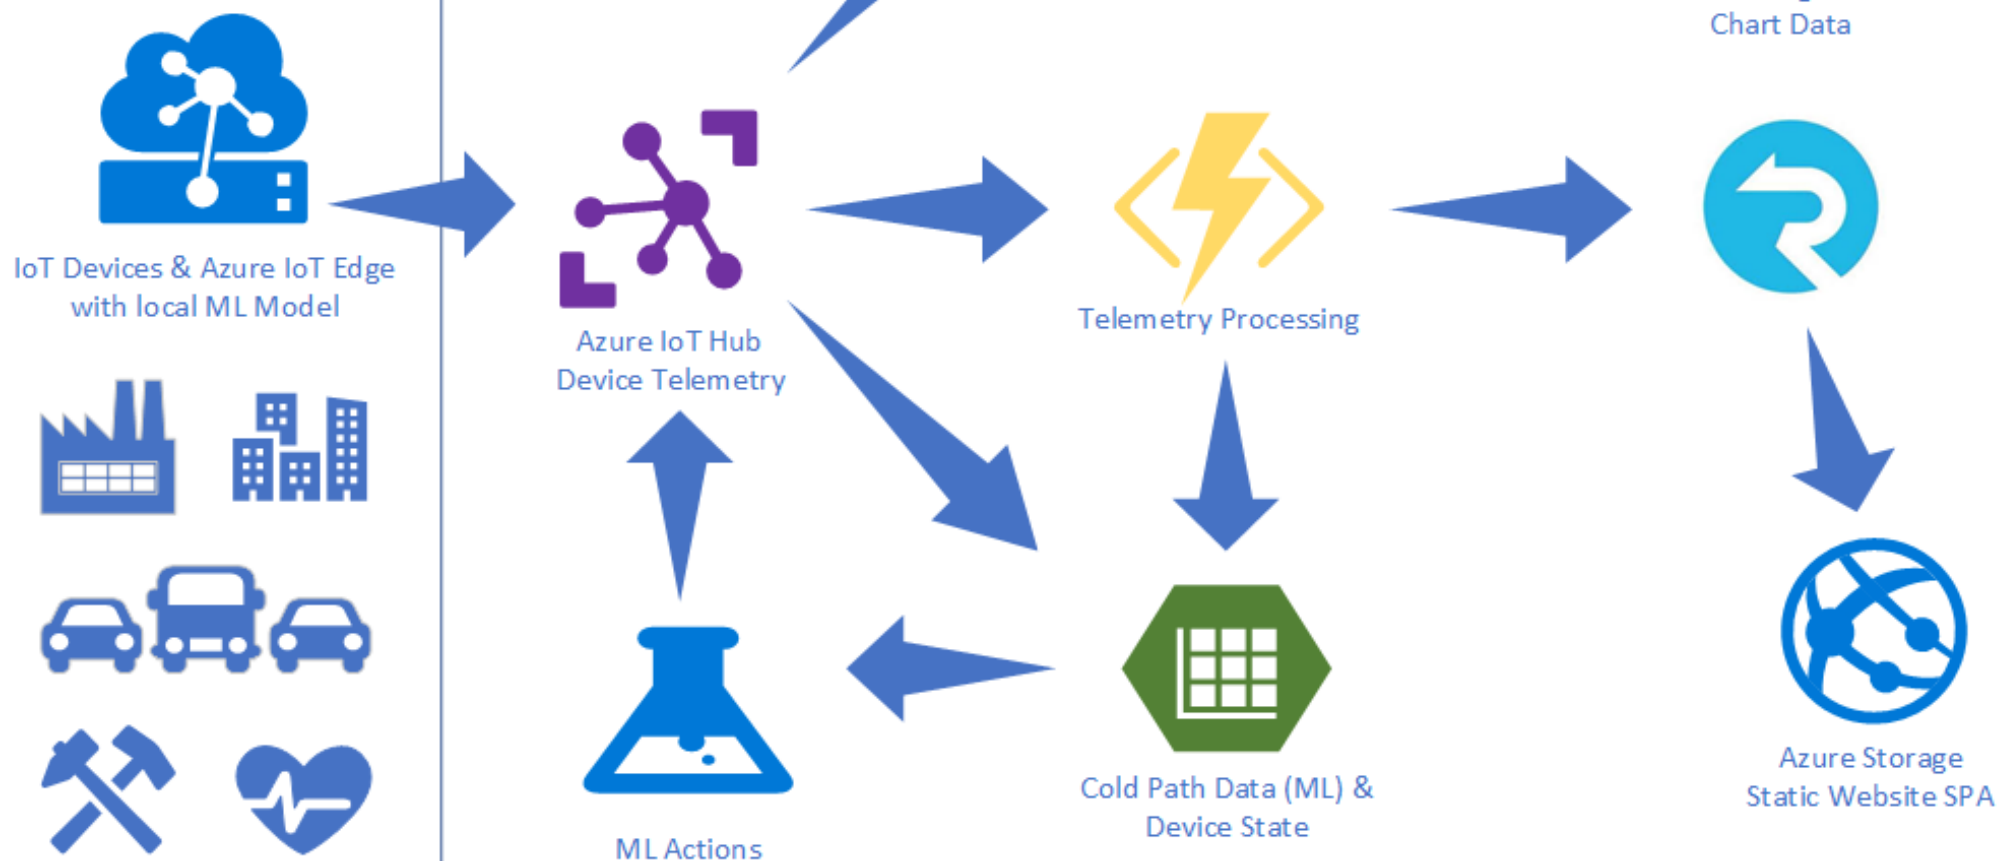 Chart Data
IoT Devices & Azure IoT Edge
with local ML Model
Azure IoT Hub
Device Telemetry
Telemetry Processing
Cold Path Data (ML) &
Device State
ML Actions
Azure Storage
Static Website SPA